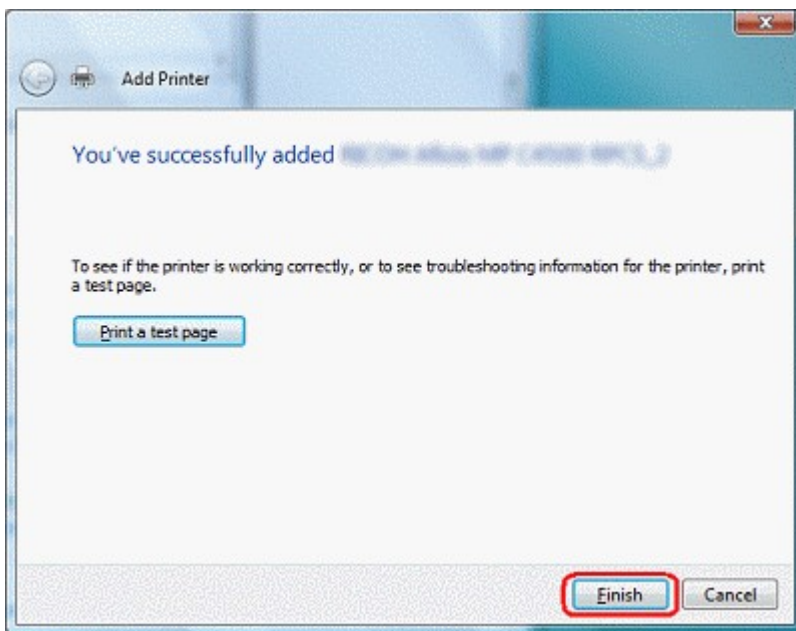 Add Printer
You've successfully added
To see if the printer is working correctly, or to see troubleshooting information for the printer, print
a test page.
Print a test page
Finish Cancel